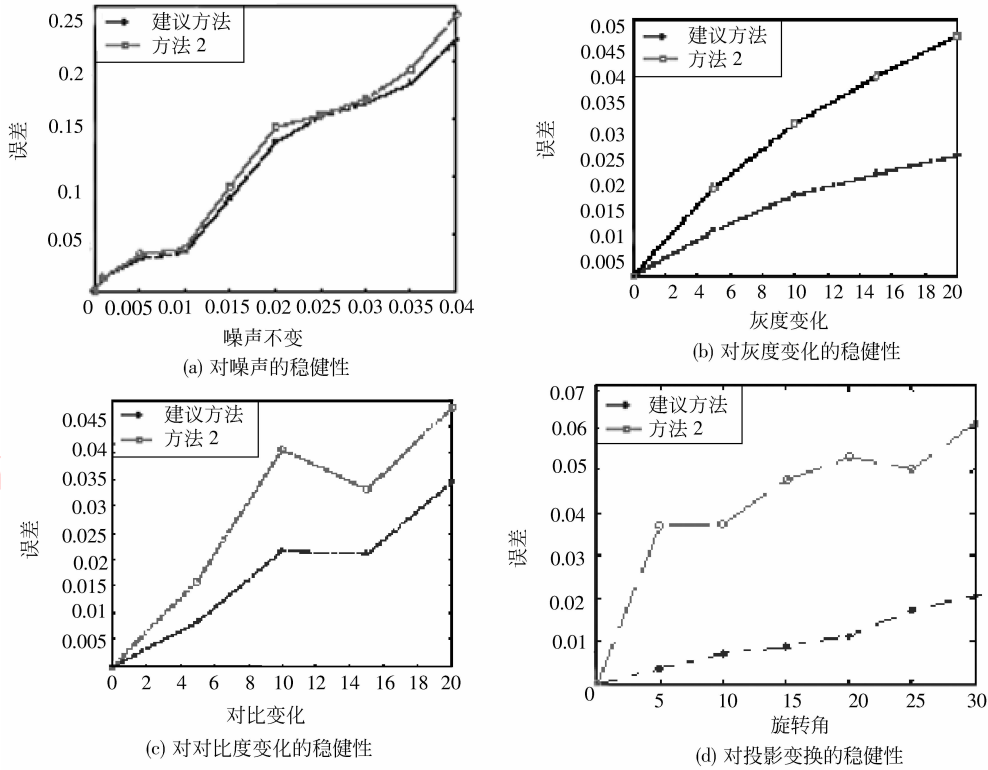 0.25
0.2
0.15
0.1
0.05
误差
建议方法
方法 2
0 0.005 0.01 0.015 0.02 0.025 0.03 0.035 0.04
噪声不变
(a) 对噪声的稳健性
0.05
0.045
0.04
0.035
0.03
0.025
0.02
0.015
0.01
0.005
误差
建议方法
方法 2
0 2 4 6 8 10 12 14 16 18 20
灰度变化
(b) 对灰度变化的稳健性
0.045
0.04
0.035
0.03
0.025
0.02
0.015
0.01
0.005
误差
建议方法
方法 2
0 2 4 6 8 10 12 14 16 18 20
对比变化
(c) 对对比度变化的稳健性
0.07
0.06
0.05
0.04
0.03
0.02
0.01
误差
建议方法
方法 2
0 5 10 15 20 25 30
旋转角
(d) 对投影变换的稳健性